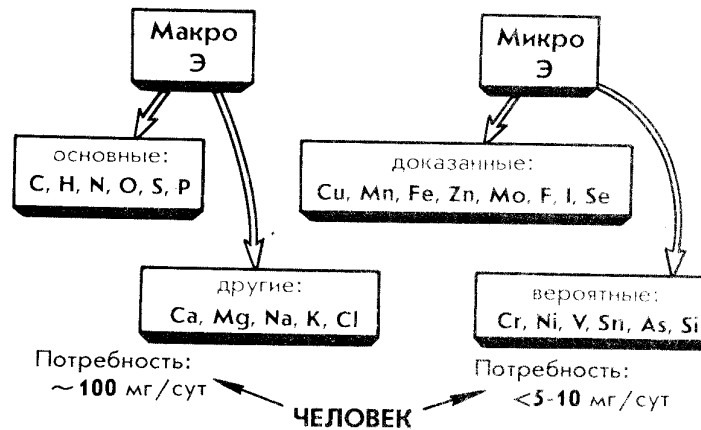 Макро
Э
Микро
Э
основные:
C, H, N, O, S, P
доказанные:
Cu, Mn, Fe, Zn, Mo, F, I, Se
другие:
Ca, Mg, Na, K, Cl
вероятные:
Cr, Ni, V, Sn, As, Si
Потребность:
~100 мг/сут
Потребность:
<5-10 мг/сут
ЧЕЛОВЕК